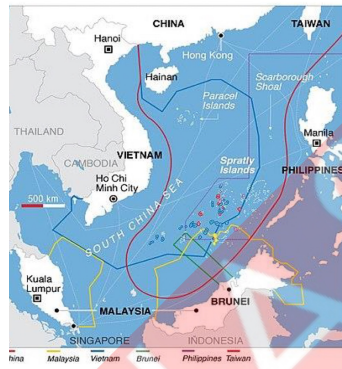 CHINA
TAIWAN
Hanoi
Hong Kong
Hainan
Paracel
Islands
Scarborough
Shoal
THAILAND
Manila
VIETNAM
CAMBODIA
Spratly
Islands
PHILIPPINES
Ho Chi
Minh City
500 km
SOUTH CHINA SEA
Kuala
Lumpur
BRUNEI
MALAYSIA
SINGAPORE
INDONESIA
hina Malaysia Vietnam Brunei Philippines Taiwan